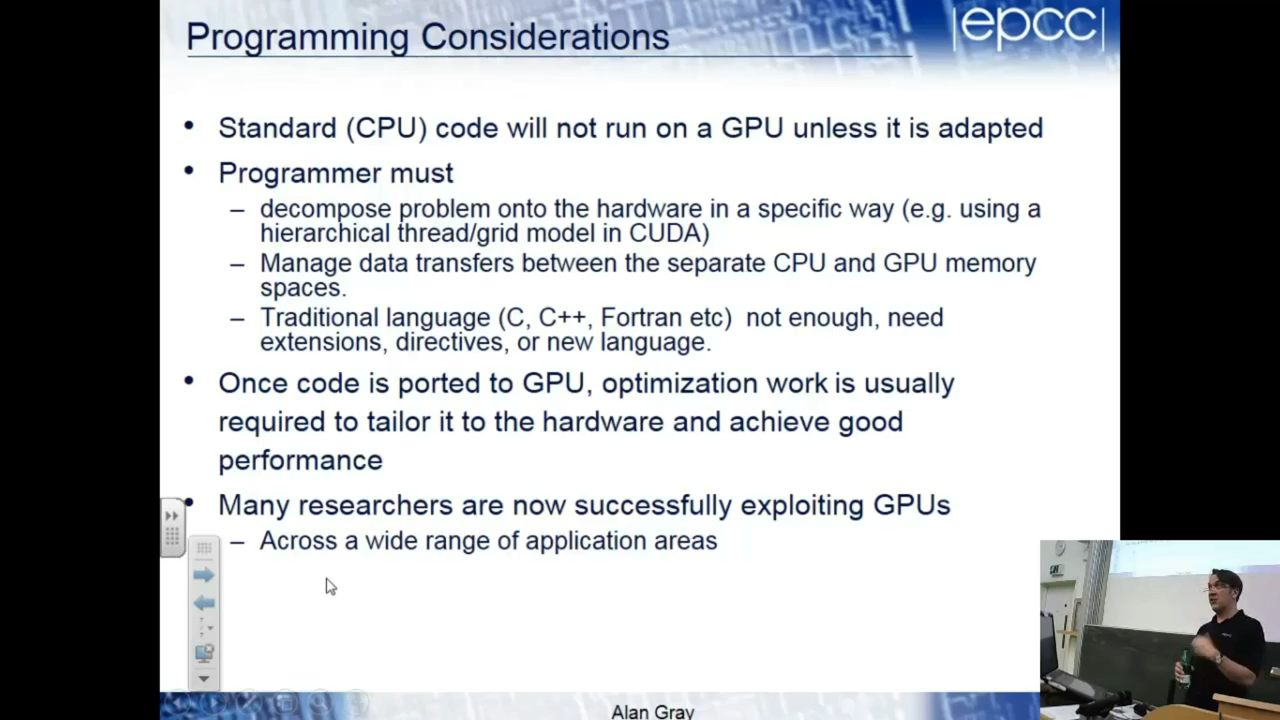 Programming Considerations
|epcc|
• Standard (CPU) code will not run on a GPU unless it is adapted
• Programmer must
– decompose problem onto the hardware in a specific way (e.g. using a
hierarchical thread/grid model in CUDA)
– Manage data transfers between the separate CPU and GPU memory
spaces.
– Traditional language (C, C++, Fortran etc)  not enough, need
extensions, directives, or new language.
• Once code is ported to GPU, optimization work is usually
required to tailor it to the hardware and achieve good
performance
• Many researchers are now successfully exploiting GPUs
– Across a wide range of application areas
Alan Gray